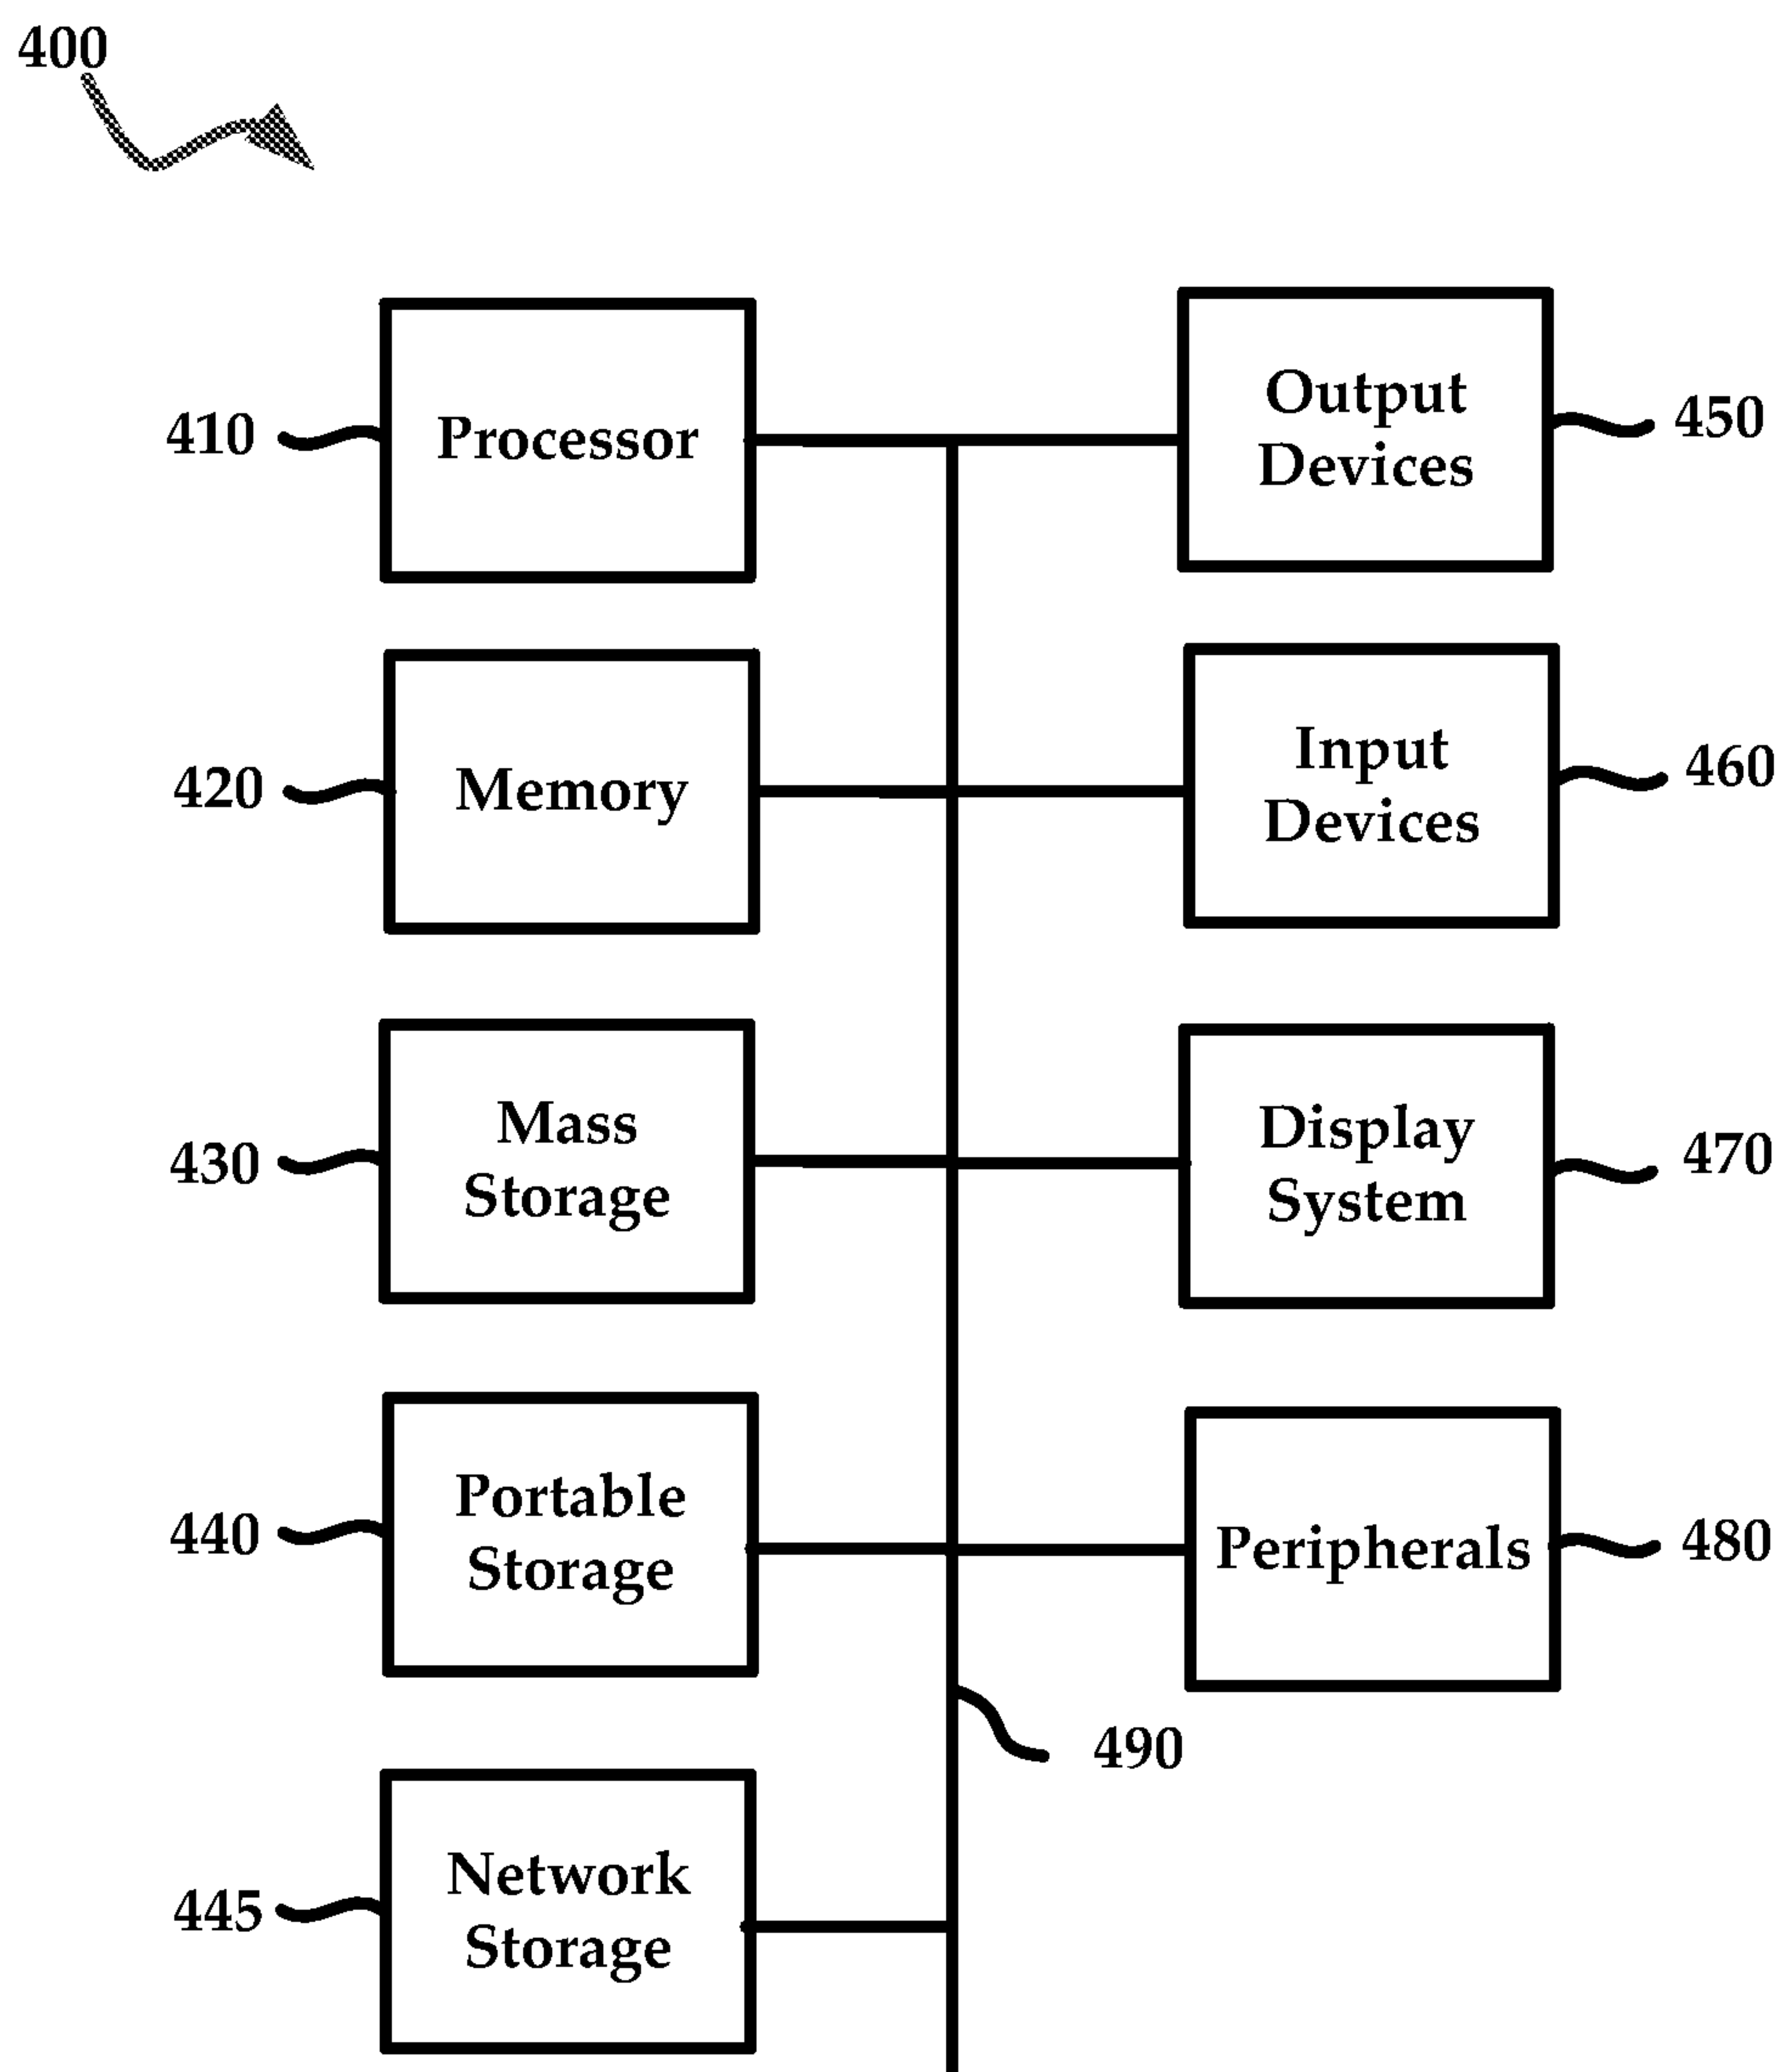 400
410
Processor
Output
Devices
450
420
Memory
Input
Devices
460
430
Mass
Storage
Display
System
470
440
Portable
Storage
Peripherals
480
490
445
Network
Storage